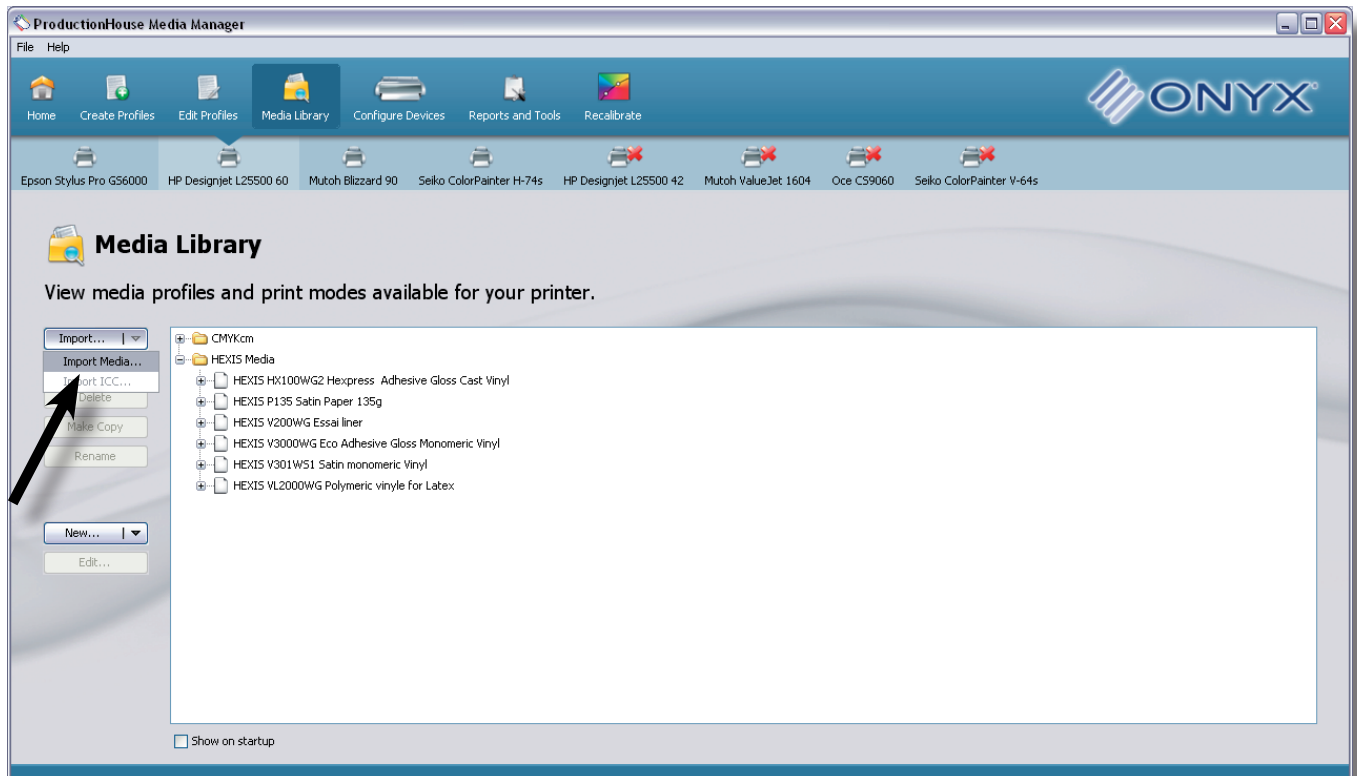 ProductionHouse Media Manager
File Help
ONYX
Home Create Profiles Edit Profiles Media Library Configure Devices Reports and Tools Recalibrate
Epson Stylus Pro GS6000 HP Designjet L25500 60 Mutoh Blizzard 90 Seiko ColorPainter H-74s HP Designjet L25500 42 Mutoh ValueJet 1604 Oce CS9060 Seiko ColorPainter V-64s
Media Library
View media profiles and print modes available for your printer.
Import...
Import Media...
Import ICC...
Delete
Make Copy
Rename
New...
Edit...
CMYKcm
HEXIS Media
HEXIS HX100WG2 Hexpress Adhesive Gloss Cast Vinyl
HEXIS P135 Satin Paper 135g
HEXIS V200WG Essai liner
HEXIS V3000WG Eco Adhesive Gloss Monomeric Vinyl
HEXIS V301WS1 Satin monomeric Vinyl
HEXIS VL2000WG Polymeric vinyle for Latex
Show on startup